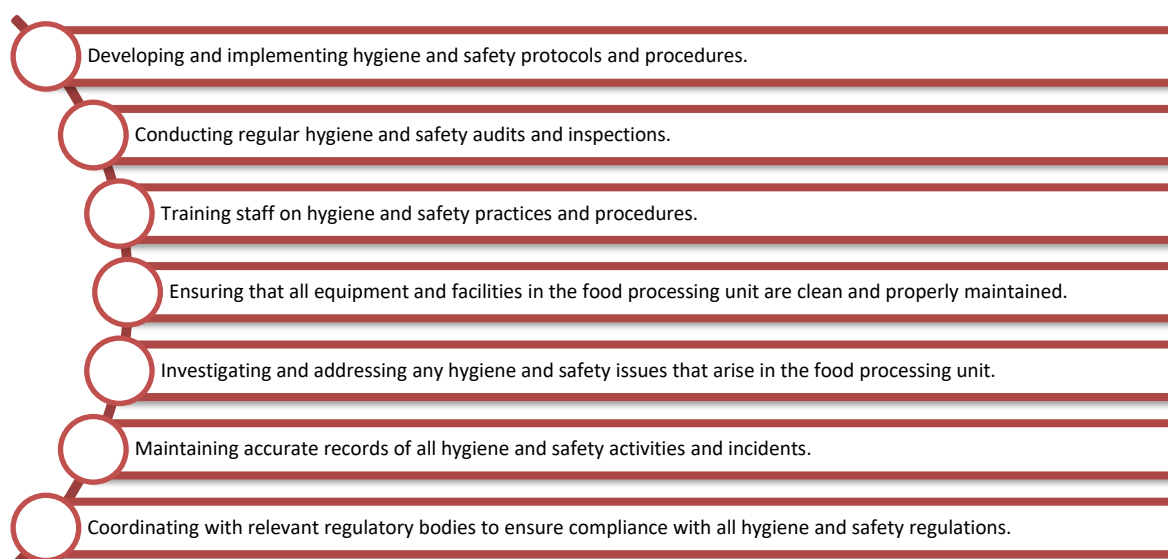 Developing and implementing hygiene and safety protocols and procedures.
Conducting regular hygiene and safety audits and inspections.
Training staff on hygiene and safety practices and procedures.
Ensuring that all equipment and facilities in the food processing unit are clean and properly maintained.
Investigating and addressing any hygiene and safety issues that arise in the food processing unit.
Maintaining accurate records of all hygiene and safety activities and incidents.
Coordinating with relevant regulatory bodies to ensure compliance with all hygiene and safety regulations.